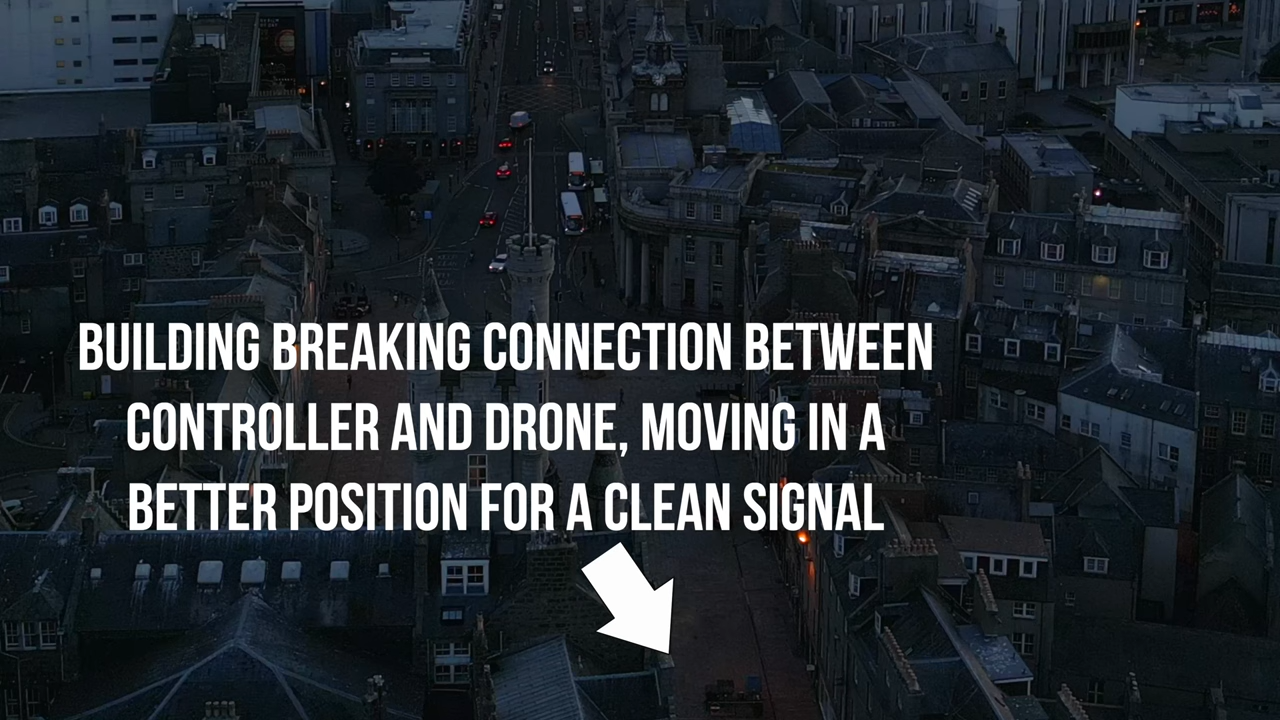 BUILDING BREAKING CONNECTION BETWEEN
CONTROLLER AND DRONE, MOVING IN A
BETTER POSITION FOR A CLEAN SIGNAL